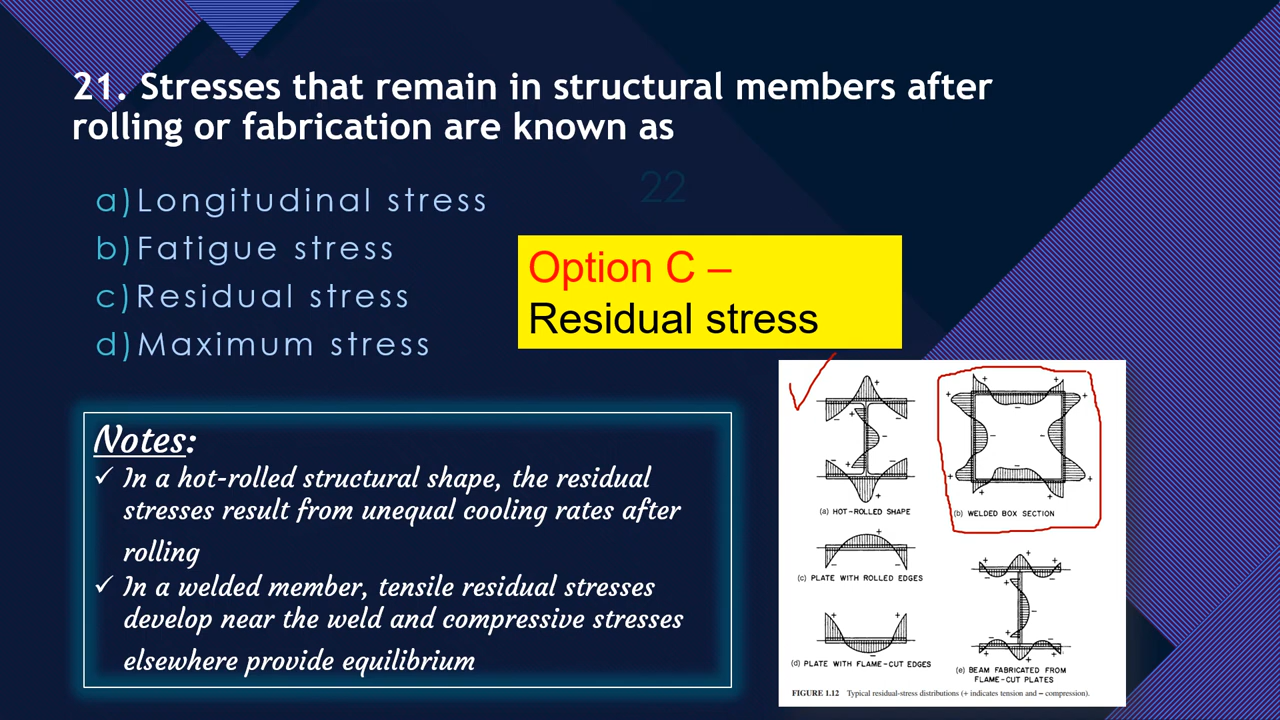 21. Stresses that remain in structural members after
rolling or fabrication are known as
22
a) Longitudinal stress
b) Fatigue stress
c) Residual stress
d) Maximum stress
Option C –
Residual stress
Notes:
✓ In a hot-rolled structural shape, the residual
stresses result from unequal cooling rates after
rolling
✓ In a welded member, tensile residual stresses
develop near the weld and compressive stresses
elsewhere provide equilibrium
(a) HOT-ROLLED SHAPE
(b) WELDED BOX SECTION
(c) PLATE WITH ROLLED EDGES
(d) PLATE WITH FLAME-CUT EDGES
(e) BEAM FABRICATED FROM
FLAME-CUT PLATES
FIGURE 1.12 Typical residual-stress distributions (+ indicates tension and – compression).